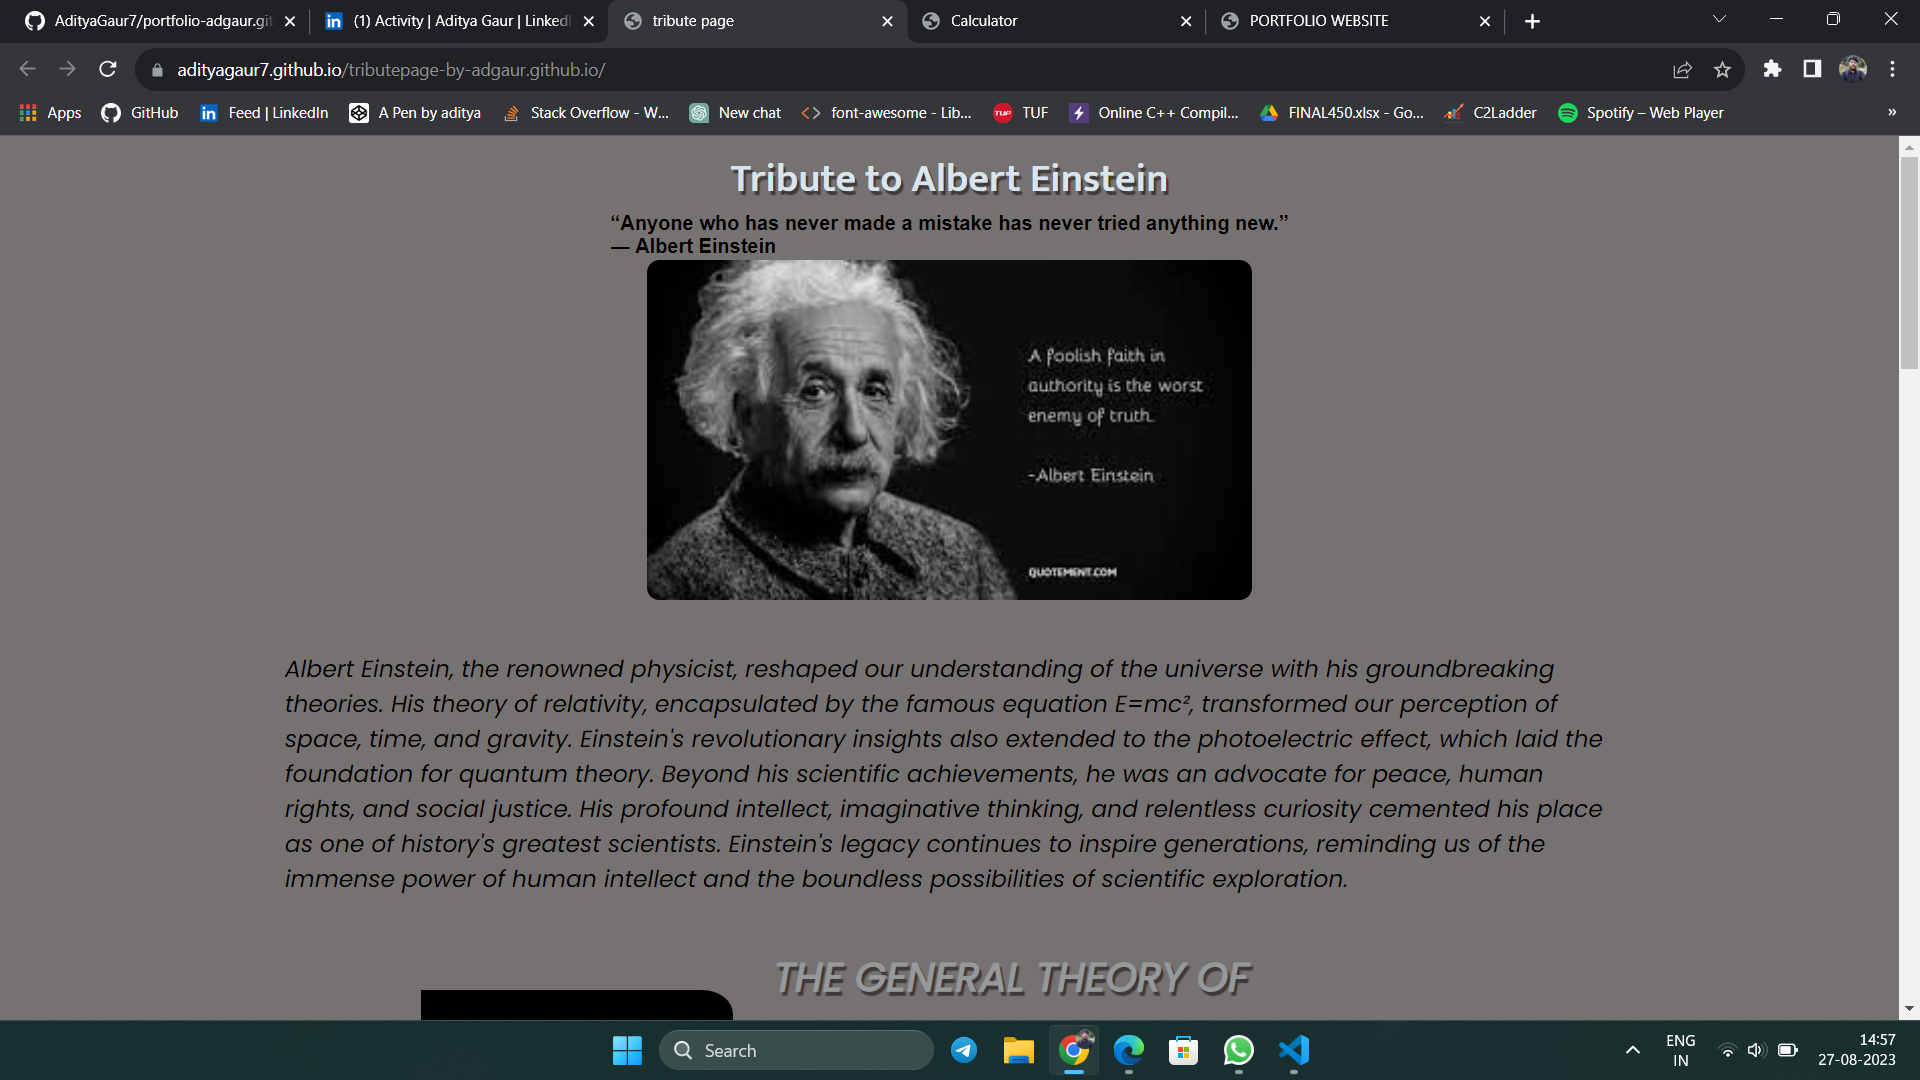 AdityaGaur7/portfolio-adgaur.git
(1) Activity | Aditya Gaur | LinkedI
tribute page
Calculator
PORTFOLIO WEBSITE
adityagaur7.github.io/tributepage-by-adgaur.github.io/
Apps
GitHub
Feed | LinkedIn
A Pen by aditya
Stack Overflow - W...
New chat
font-awesome - Lib...
TUF
TUF
Online C++ Compil...
FINAL450.xlsx - Go...
C2Ladder
Spotify – Web Player
»
Tribute to Albert Einstein
“Anyone who has never made a mistake has never tried anything new.”
― Albert Einstein
A foolish faith in
authority is the worst
enemy of truth.
-Albert Einstein
QUOTEMENT.COM
Albert Einstein, the renowned physicist, reshaped our understanding of the universe with his groundbreaking
theories. His theory of relativity, encapsulated by the famous equation E=mc², transformed our perception of
space, time, and gravity. Einstein's revolutionary insights also extended to the photoelectric effect, which laid the
foundation for quantum theory. Beyond his scientific achievements, he was an advocate for peace, human
rights, and social justice. His profound intellect, imaginative thinking, and relentless curiosity cemented his place
as one of history's greatest scientists. Einstein's legacy continues to inspire generations, reminding us of the
immense power of human intellect and the boundless possibilities of scientific exploration.
THE GENERAL THEORY OF
Search
ENG
IN
14:57
27-08-2023